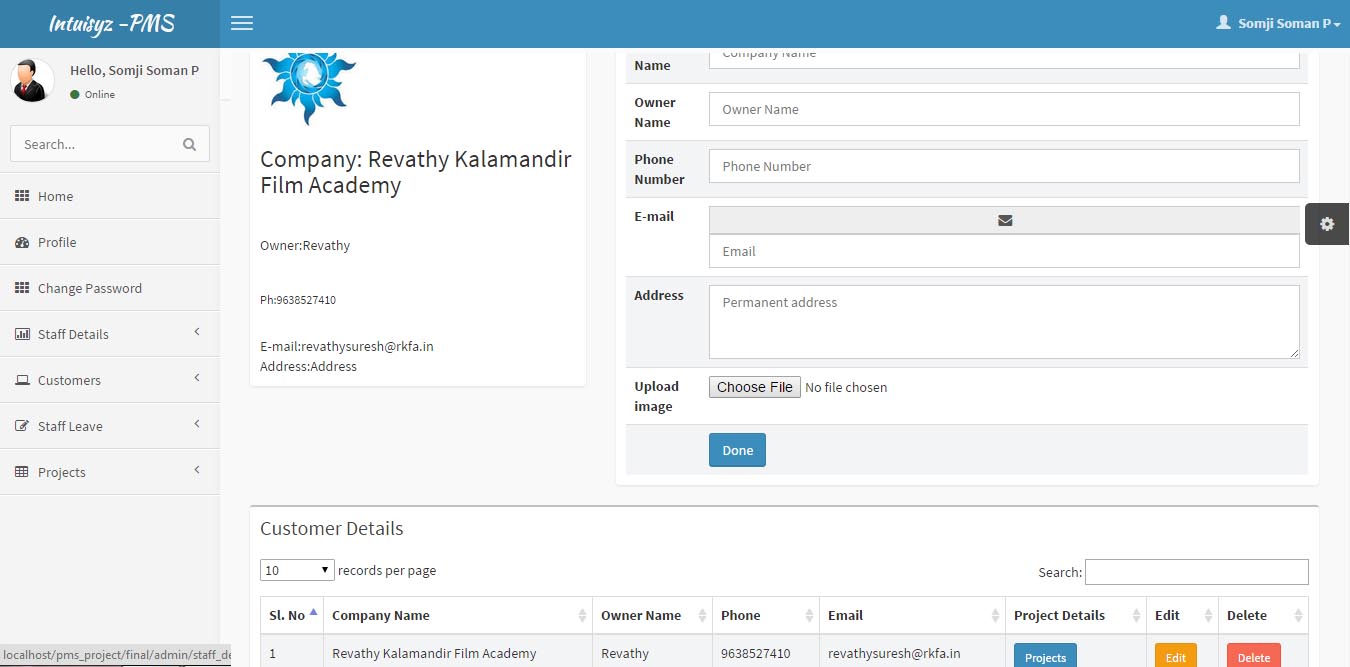 Intuisyz -PMS
Somji Soman P
Hello, Somji Soman P
Online
Search...
Home
Profile
Change Password
Staff Details
Customers
Staff Leave
Projects
Company: Revathy Kalamandir
Film Academy
Owner:Revathy
Ph:9638527410
E-mail:revathysuresh@rkfa.in
Address:Address
Name
Company Name
Owner
Name
Owner Name
Phone
Number
Phone Number
E-mail
Email
Address
Permanent address
Upload
image
Choose File No file chosen
Done
Customer Details
10 records per page
Search:
Sl. No Company Name Owner Name Phone Email Project Details Edit Delete
1 Revathy Kalamandir Film Academy Revathy 9638527410 revathysuresh@rkfa.in Projects Edit Delete
localhost/pms_project/final/admin/staff_de